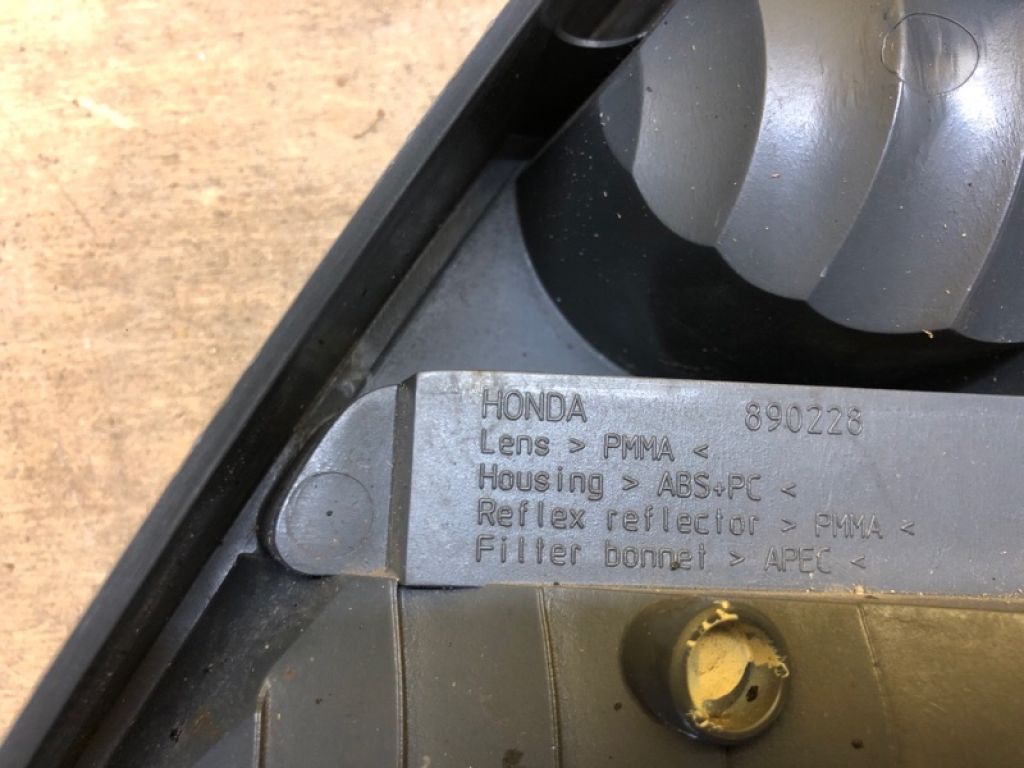 HONDA 890228
Lens > PMMA <
Housing > ABS+PC <
Reflex reflector > PMMA <
Filter bonnet > APEC <